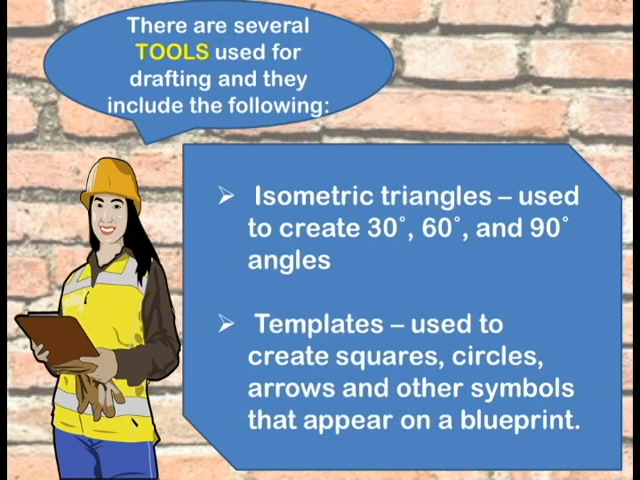 There are several
TOOLS used for
drafting and they
include the following:
➢ Isometric triangles – used
to create 30˚, 60˚, and 90˚
angles
➢ Templates – used to
create squares, circles,
arrows and other symbols
that appear on a blueprint.